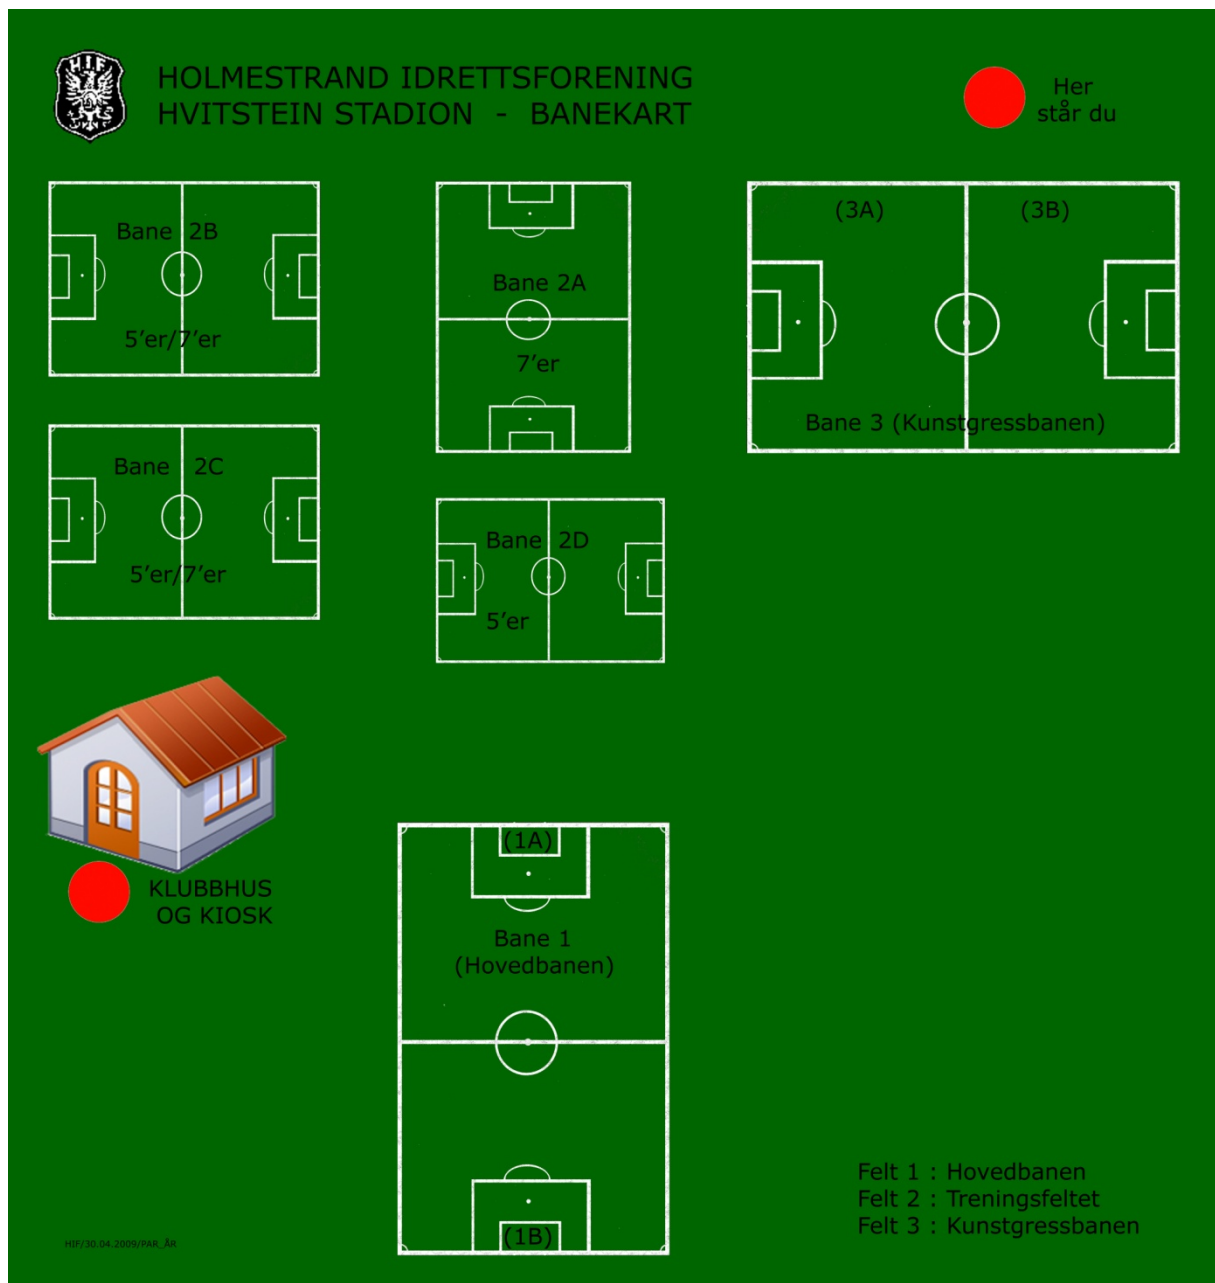 H.I.F
HOLMESTRAND IDRETTSFORENING
HVITSTEIN STADION - BANEKART
Her
står du
Bane 2B
5'er/7'er
Bane 2A
7'er
(3A) (3B)
Bane 3 (Kunstgressbanen)
Bane 2C
5'er/7'er
Bane 2D
5'er
KLUBBHUS
OG KIOSK
(1A)
Bane 1
(Hovedbanen)
(1B)
Felt 1 : Hovedbanen
Felt 2 : Treningsfeltet
Felt 3 : Kunstgressbanen
HIF/30.04.2009/PAR_ÅR